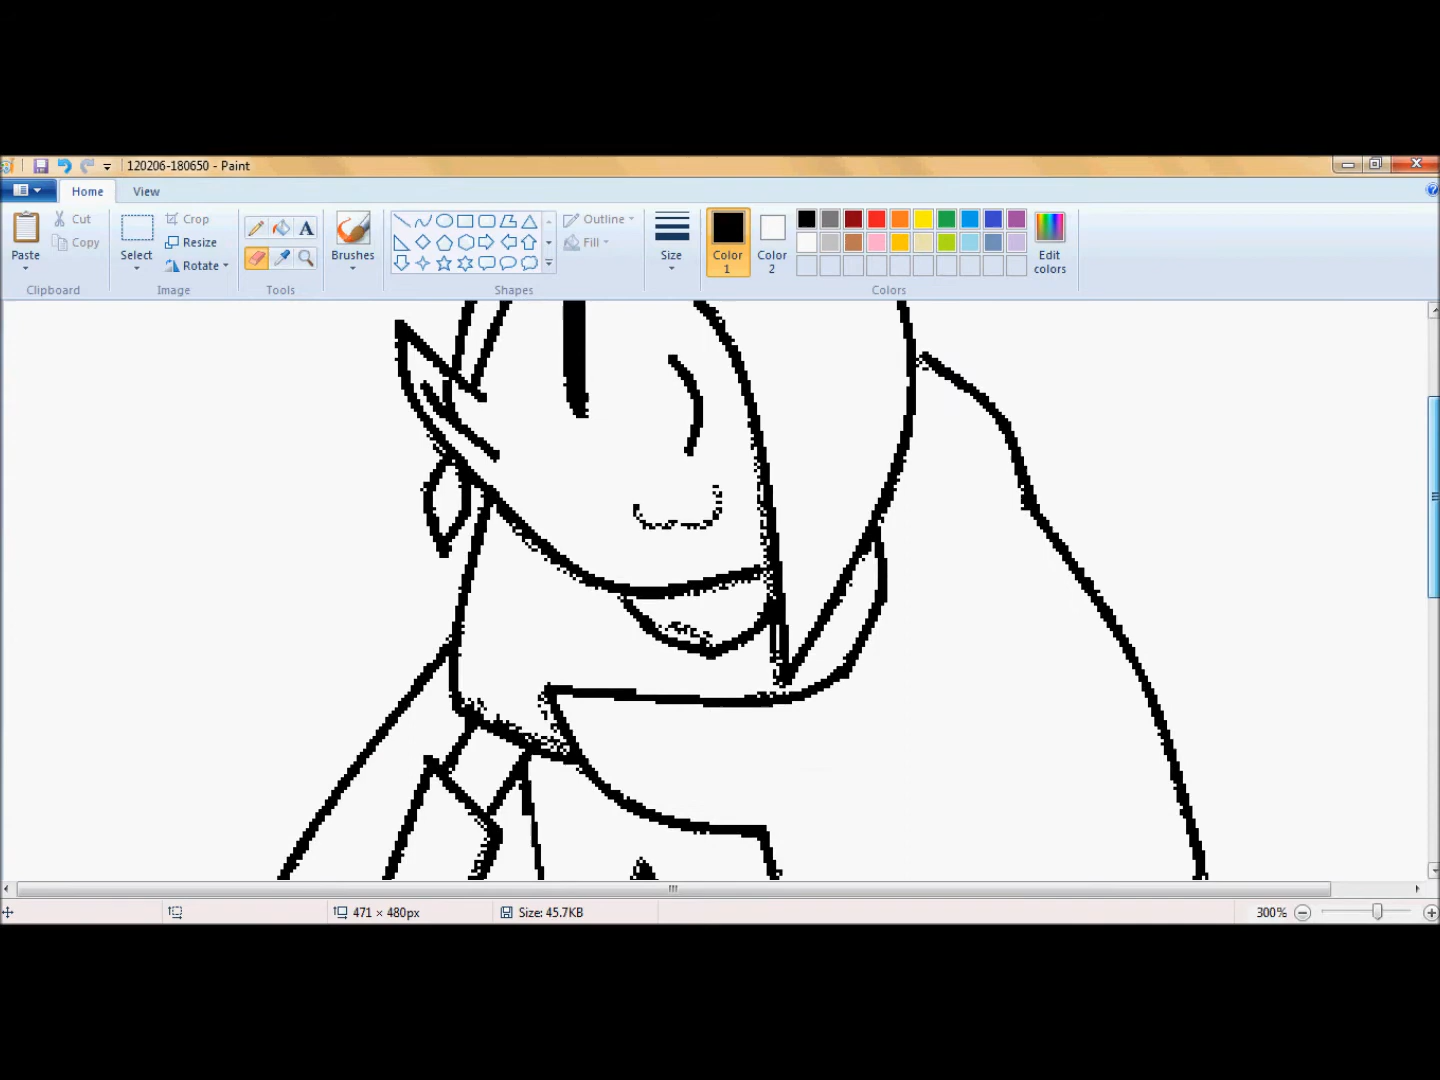 120206-180650 - Paint
Home View
Cut
Copy
Paste
Clipboard
Select
Crop
Resize
Rotate
Image
A
Tools
Brushes
Shapes
Outline
Fill
Size
Color 1
Color 2
Edit colors
Colors
471 × 480px
Size: 45.7KB
300%